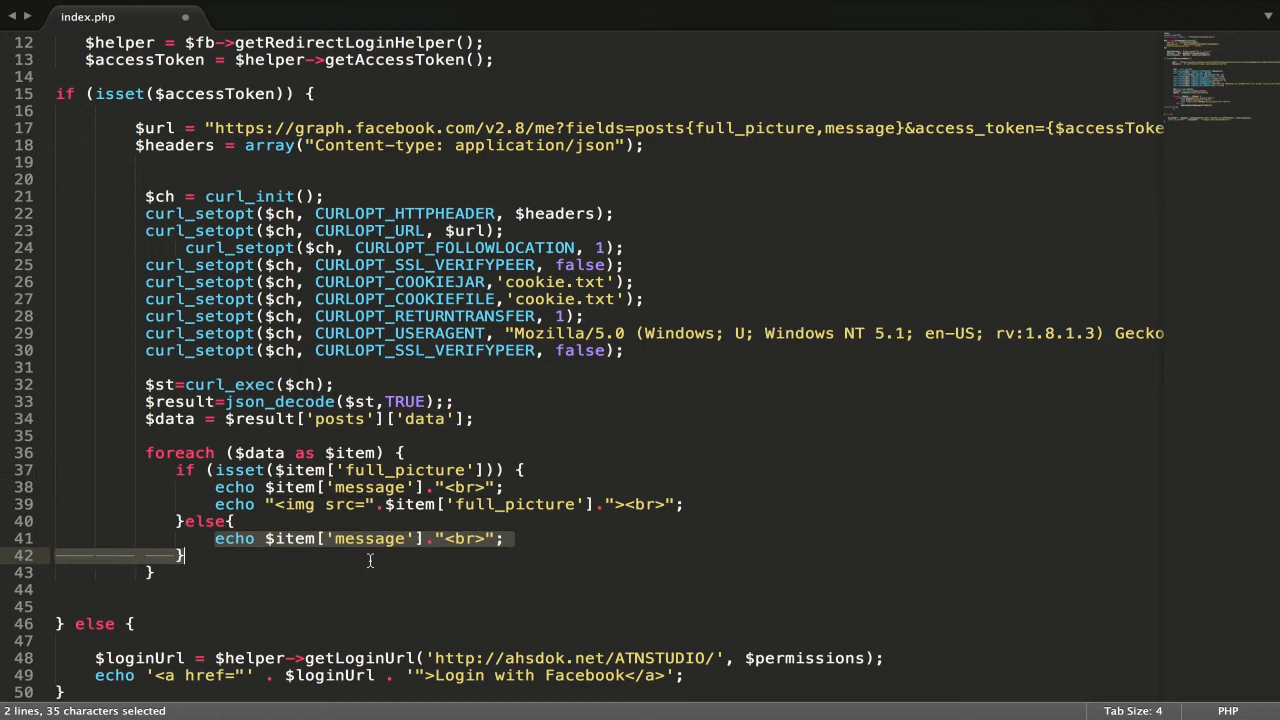 index.php
12 $helper = $fb->getRedirectLoginHelper();
13 $accessToken = $helper->getAccessToken();
14
15 if (isset($accessToken)) {
16
17 $url = "https://graph.facebook.com/v2.8/me?fields=posts{full_picture,message}&access_token={$accessToke
18 $headers = array("Content-type: application/json");
19
20
21 $ch = curl_init();
22 curl_setopt($ch, CURLOPT_HTTPHEADER, $headers);
23 curl_setopt($ch, CURLOPT_URL, $url);
24 curl_setopt($ch, CURLOPT_FOLLOWLOCATION, 1);
25 curl_setopt($ch, CURLOPT_SSL_VERIFYPEER, false);
26 curl_setopt($ch, CURLOPT_COOKIEJAR,'cookie.txt');
27 curl_setopt($ch, CURLOPT_COOKIEFILE,'cookie.txt');
28 curl_setopt($ch, CURLOPT_RETURNTRANSFER, 1);
29 curl_setopt($ch, CURLOPT_USERAGENT, "Mozilla/5.0 (Windows; U; Windows NT 5.1; en-US; rv:1.8.1.3) Gecko
30 curl_setopt($ch, CURLOPT_SSL_VERIFYPEER, false);
31
32 $st=curl_exec($ch);
33 $result=json_decode($st,TRUE);;
34 $data = $result['posts']['data'];
35
36 foreach ($data as $item) {
37 if (isset($item['full_picture'])) {
38 echo $item['message']."<br>";
39 echo "<img src=".$item['full_picture']."><br>";
40 }else{
41 echo $item['message']."<br>";
42 }
43 }
44
45
46 } else {
47
48 $loginUrl = $helper->getLoginUrl('http://ahsdok.net/ATNSTUDIO/', $permissions);
49 echo '<a href="' . $loginUrl . '">Login with Facebook</a>';
50 }
2 lines, 35 characters selected
Tab Size: 4
PHP